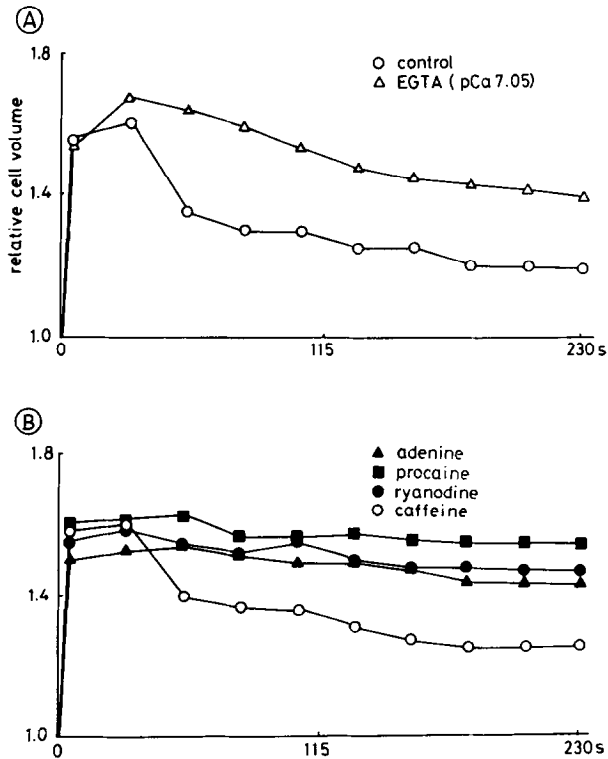 A
1.8
1.4
1.0
relative cell volume
○ control
△ EGTA (pCa 7.05)
0
115
230 s
B
1.8
1.4
1.0
▲ adenine
■ procaine
● ryanodine
○ caffeine
0
115
230 s